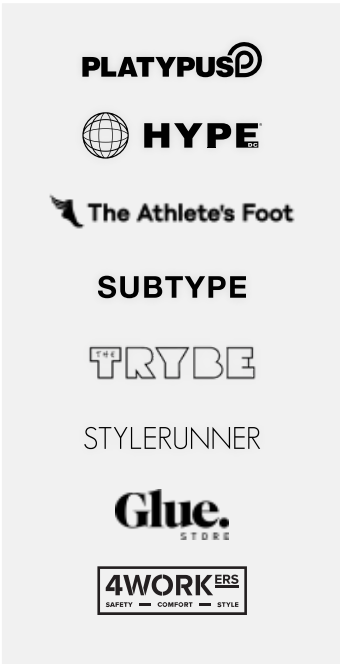 PLATYPUS
HYPE DC
The Athlete's Foot
SUBTYPE
THE TRYBE
STYLERUNNER
Glue.
STORE
4WORKERS
SAFETY — COMFORT — STYLE